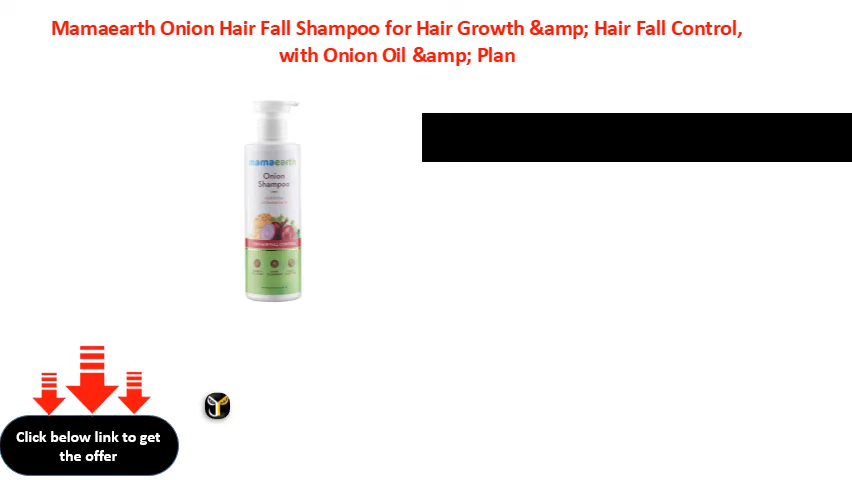 Mamaearth Onion Hair Fall Shampoo for Hair Growth &amp; Hair Fall Control,
with Onion Oil &amp; Plan
mamaearth
Onion
Shampoo
Click below link to get
the offer